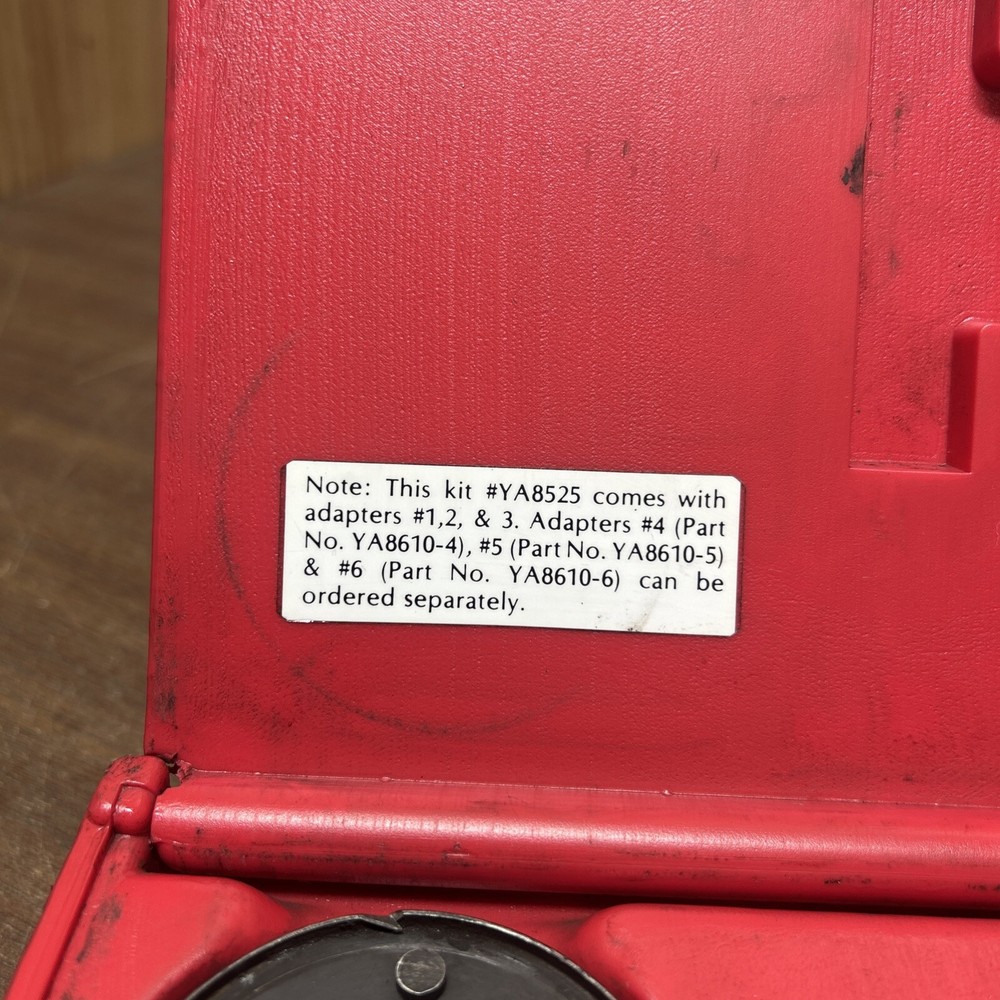 Note: This kit #YA8525 comes with
adapters #1,2, & 3. Adapters #4 (Part
No. YA8610-4), #5 (Part No. YA8610-5)
& #6 (Part No. YA8610-6) can be
ordered separately.